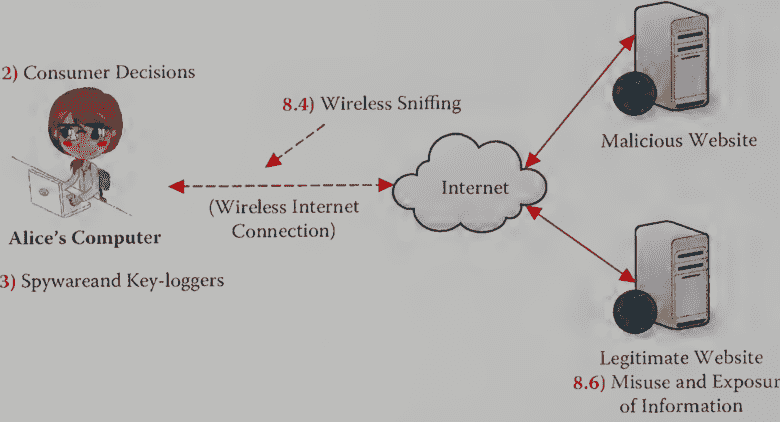 2) Consumer Decisions
8.4) Wireless Sniffing
Malicious Website
Internet
(Wireless Internet
Connection)
Alice's Computer
3) Spywareand Key-loggers
Legitimate Website
8.6) Misuse and Exposur
of Information